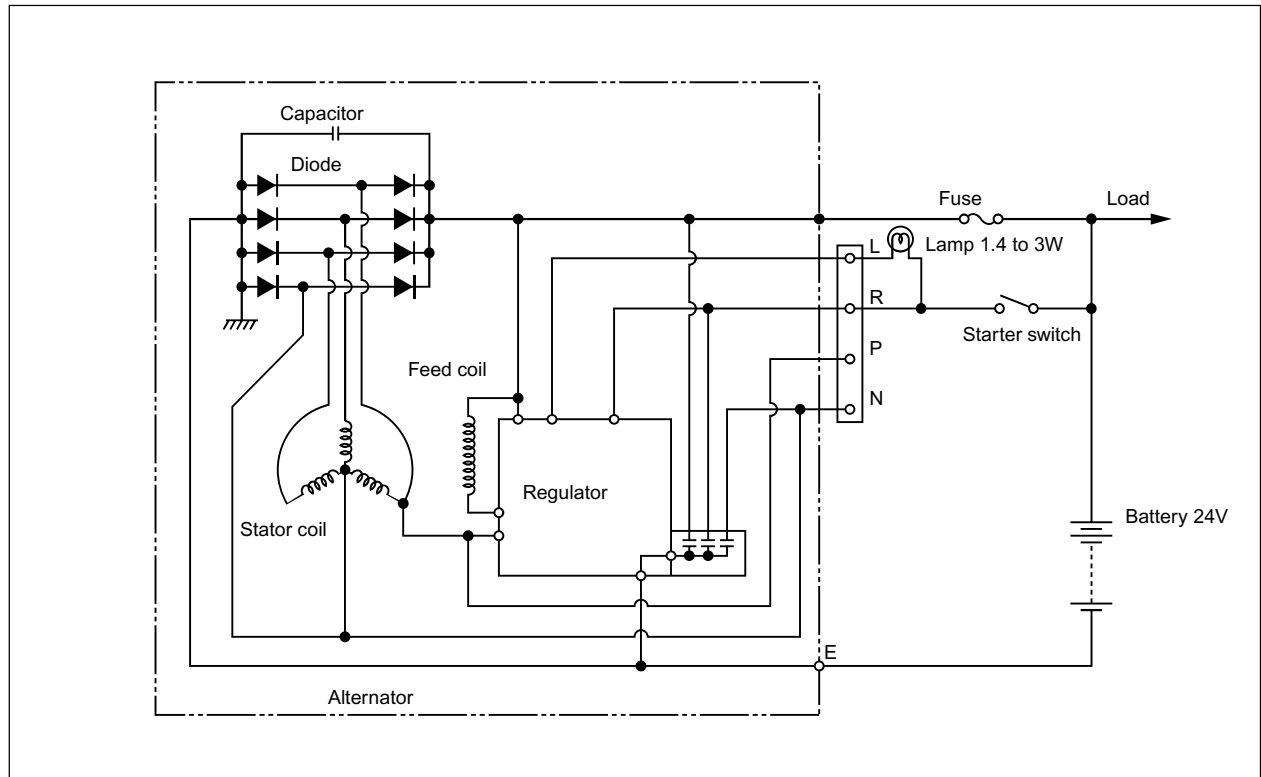 Capacitor
Diode
Fuse
Load
L
Lamp 1.4 to 3W
R
Starter switch
P
Feed coil
N
Regulator
Stator coil
Battery 24V
E
Alternator